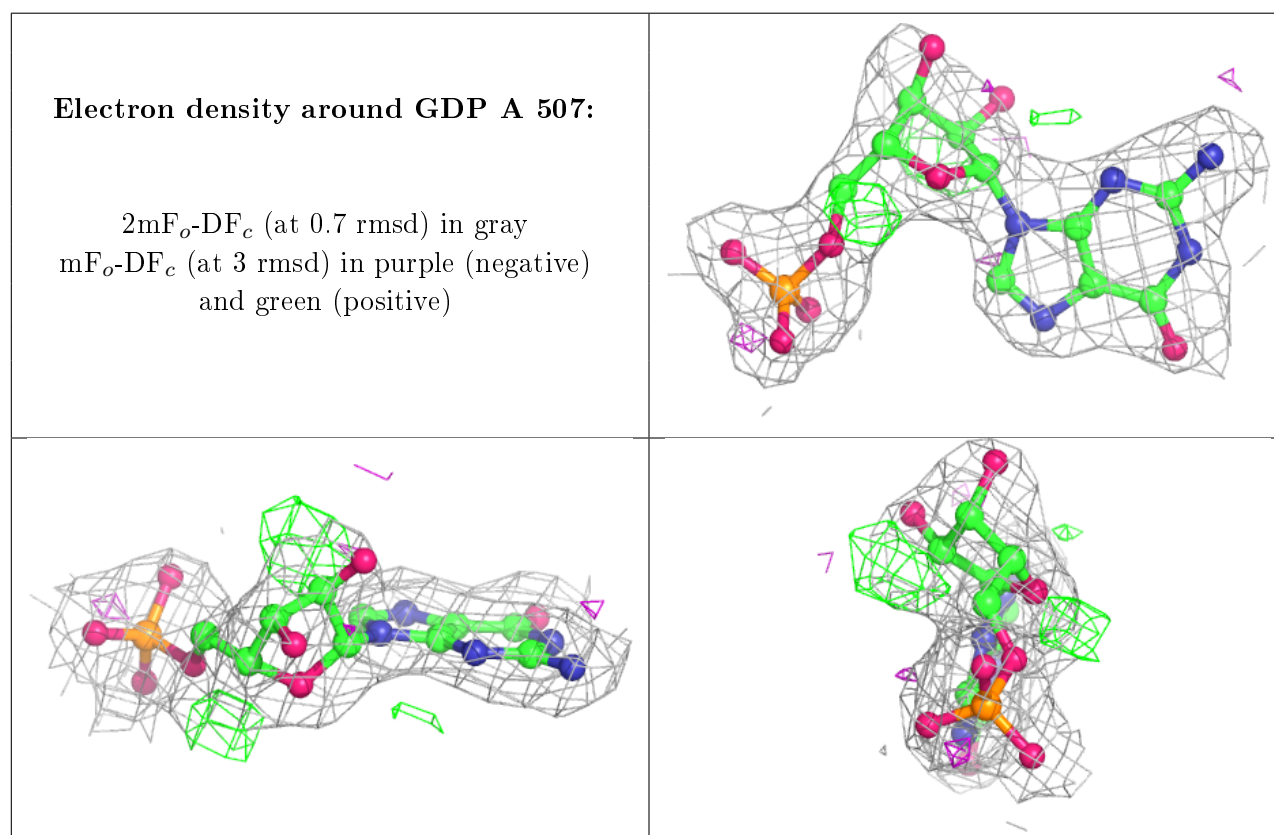 Electron density around GDP A 507:
2mFo-DFc (at 0.7 rmsd) in gray
mFo-DFc (at 3 rmsd) in purple (negative)
and green (positive)